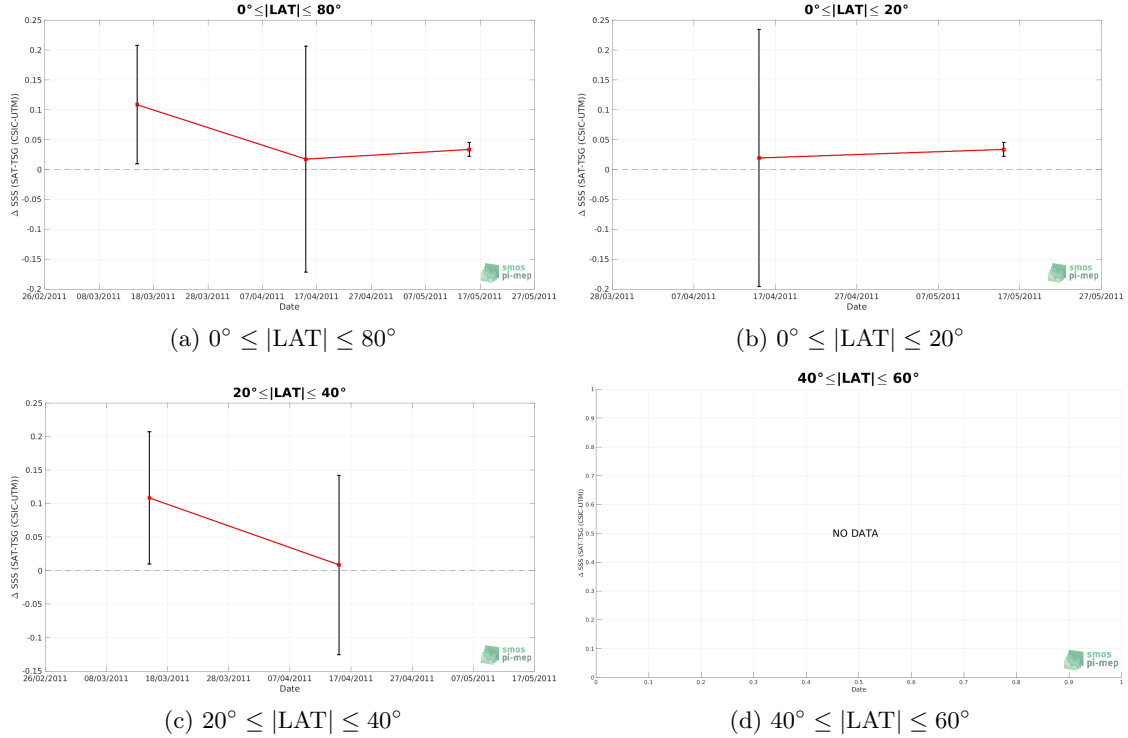 0°≤|LAT|≤ 80°
0.25
0.2
0.15
0.1
0.05
0
-0.05
-0.1
-0.15
-0.2
Δ SSS (SAT-TSG (CSIC-UTM))
26/02/2011 08/03/2011 18/03/2011 28/03/2011 07/04/2011 17/04/2011 27/04/2011 07/05/2011 17/05/2011 27/05/2011
Date
smos
pi-mep
(a) 0° ≤ |LAT| ≤ 80°
0°≤|LAT|≤ 20°
0.25
0.2
0.15
0.1
0.05
0
-0.05
-0.1
-0.15
-0.2
Δ SSS (SAT-TSG (CSIC-UTM))
28/03/2011 07/04/2011 17/04/2011 27/04/2011 07/05/2011 17/05/2011 27/05/2011
Date
smos
pi-mep
(b) 0° ≤ |LAT| ≤ 20°
20°≤|LAT|≤ 40°
0.25
0.2
0.15
0.1
0.05
0
-0.05
-0.1
-0.15
Δ SSS (SAT-TSG (CSIC-UTM))
26/02/2011 08/03/2011 18/03/2011 28/03/2011 07/04/2011 17/04/2011 27/04/2011 07/05/2011 17/05/2011
Date
smos
pi-mep
(c) 20° ≤ |LAT| ≤ 40°
40°≤|LAT|≤ 60°
1
0.9
0.8
0.7
0.6
0.5
0.4
0.3
0.2
0.1
0
Δ SSS (SAT-TSG (CSIC-UTM))
NO DATA
0 0.1 0.2 0.3 0.4 0.5 0.6 0.7 0.8 0.9 1
Date
smos
pi-mep
(d) 40° ≤ |LAT| ≤ 60°